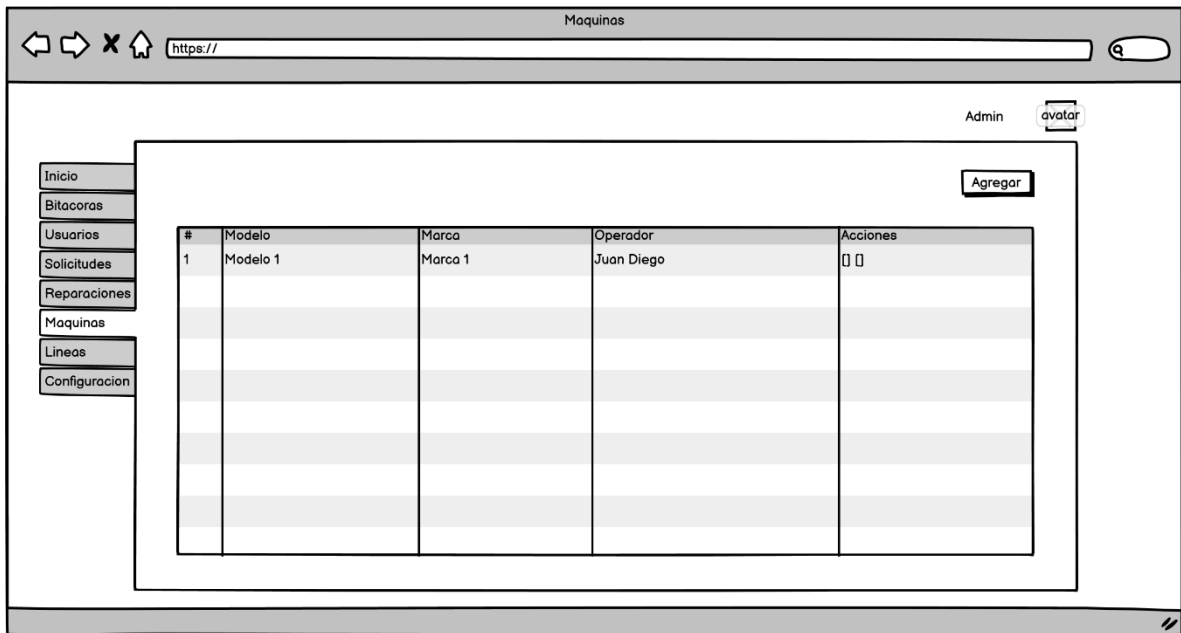 Maquinas
https://
Admin
avatar
Inicio
Bitacoras
Usuarios
Solicitudes
Reparaciones
Maquinas
Lineas
Configuracion
Agregar
# Modelo Marca Operador Acciones
1 Modelo 1 Marca 1 Juan Diego [] []